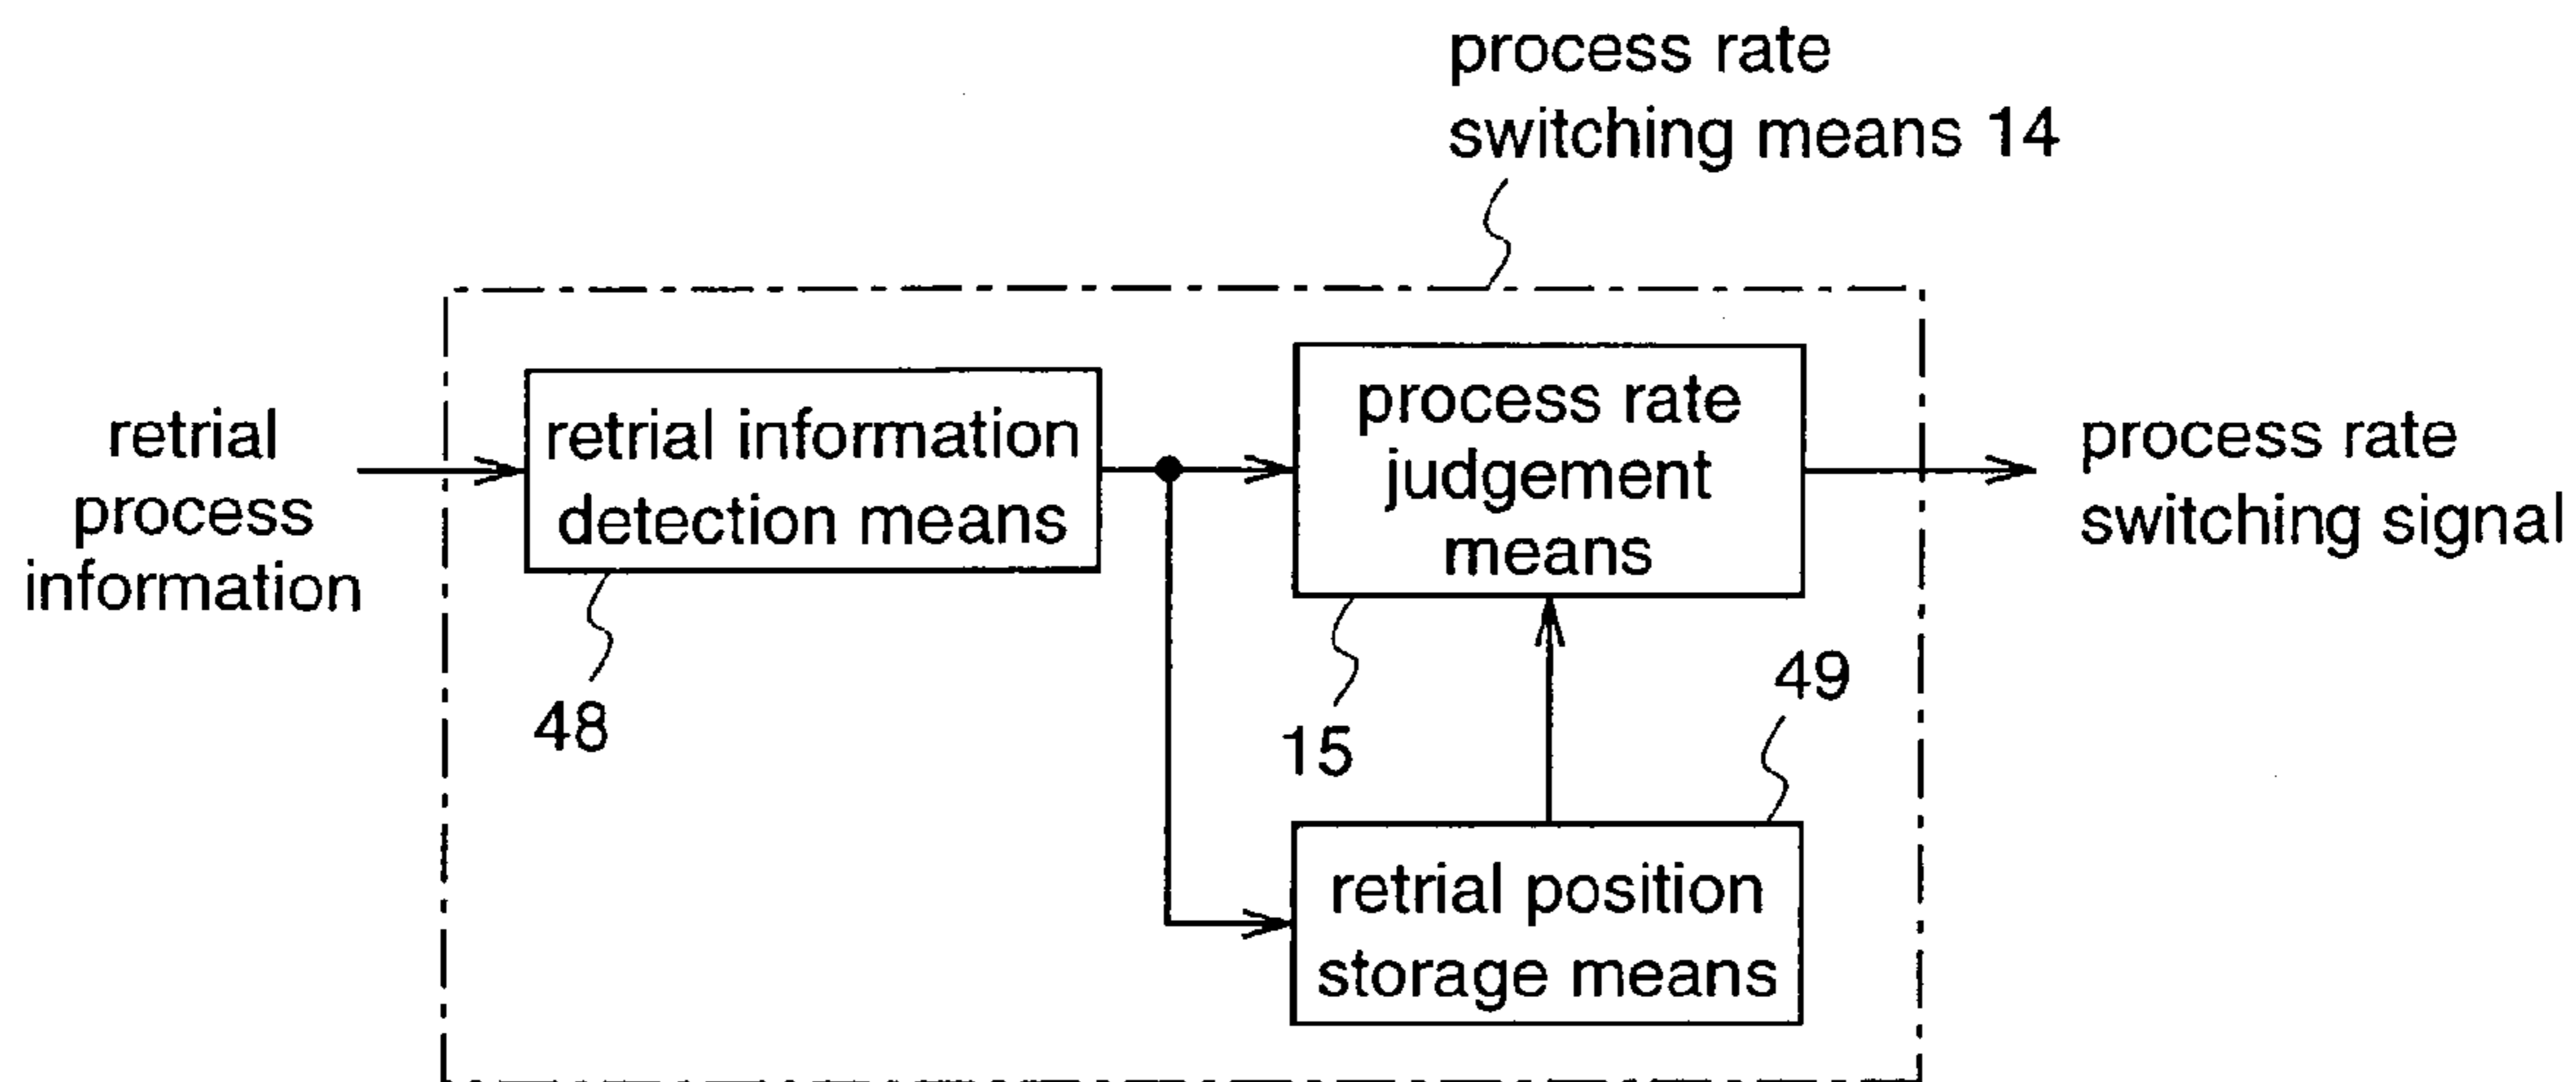 process rate
switching means 14
retrial
process
information
retrial information
detection means
48
process rate
judgement
means
15
49
retrial position
storage means
process rate
switching signal